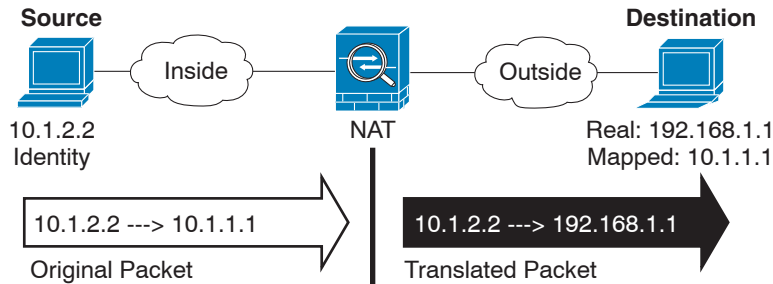 Source
Destination
Inside
Outside
10.1.2.2
Identity
NAT
Real: 192.168.1.1
Mapped: 10.1.1.1
10.1.2.2 ---> 10.1.1.1
10.1.2.2 ---> 192.168.1.1
Original Packet
Translated Packet